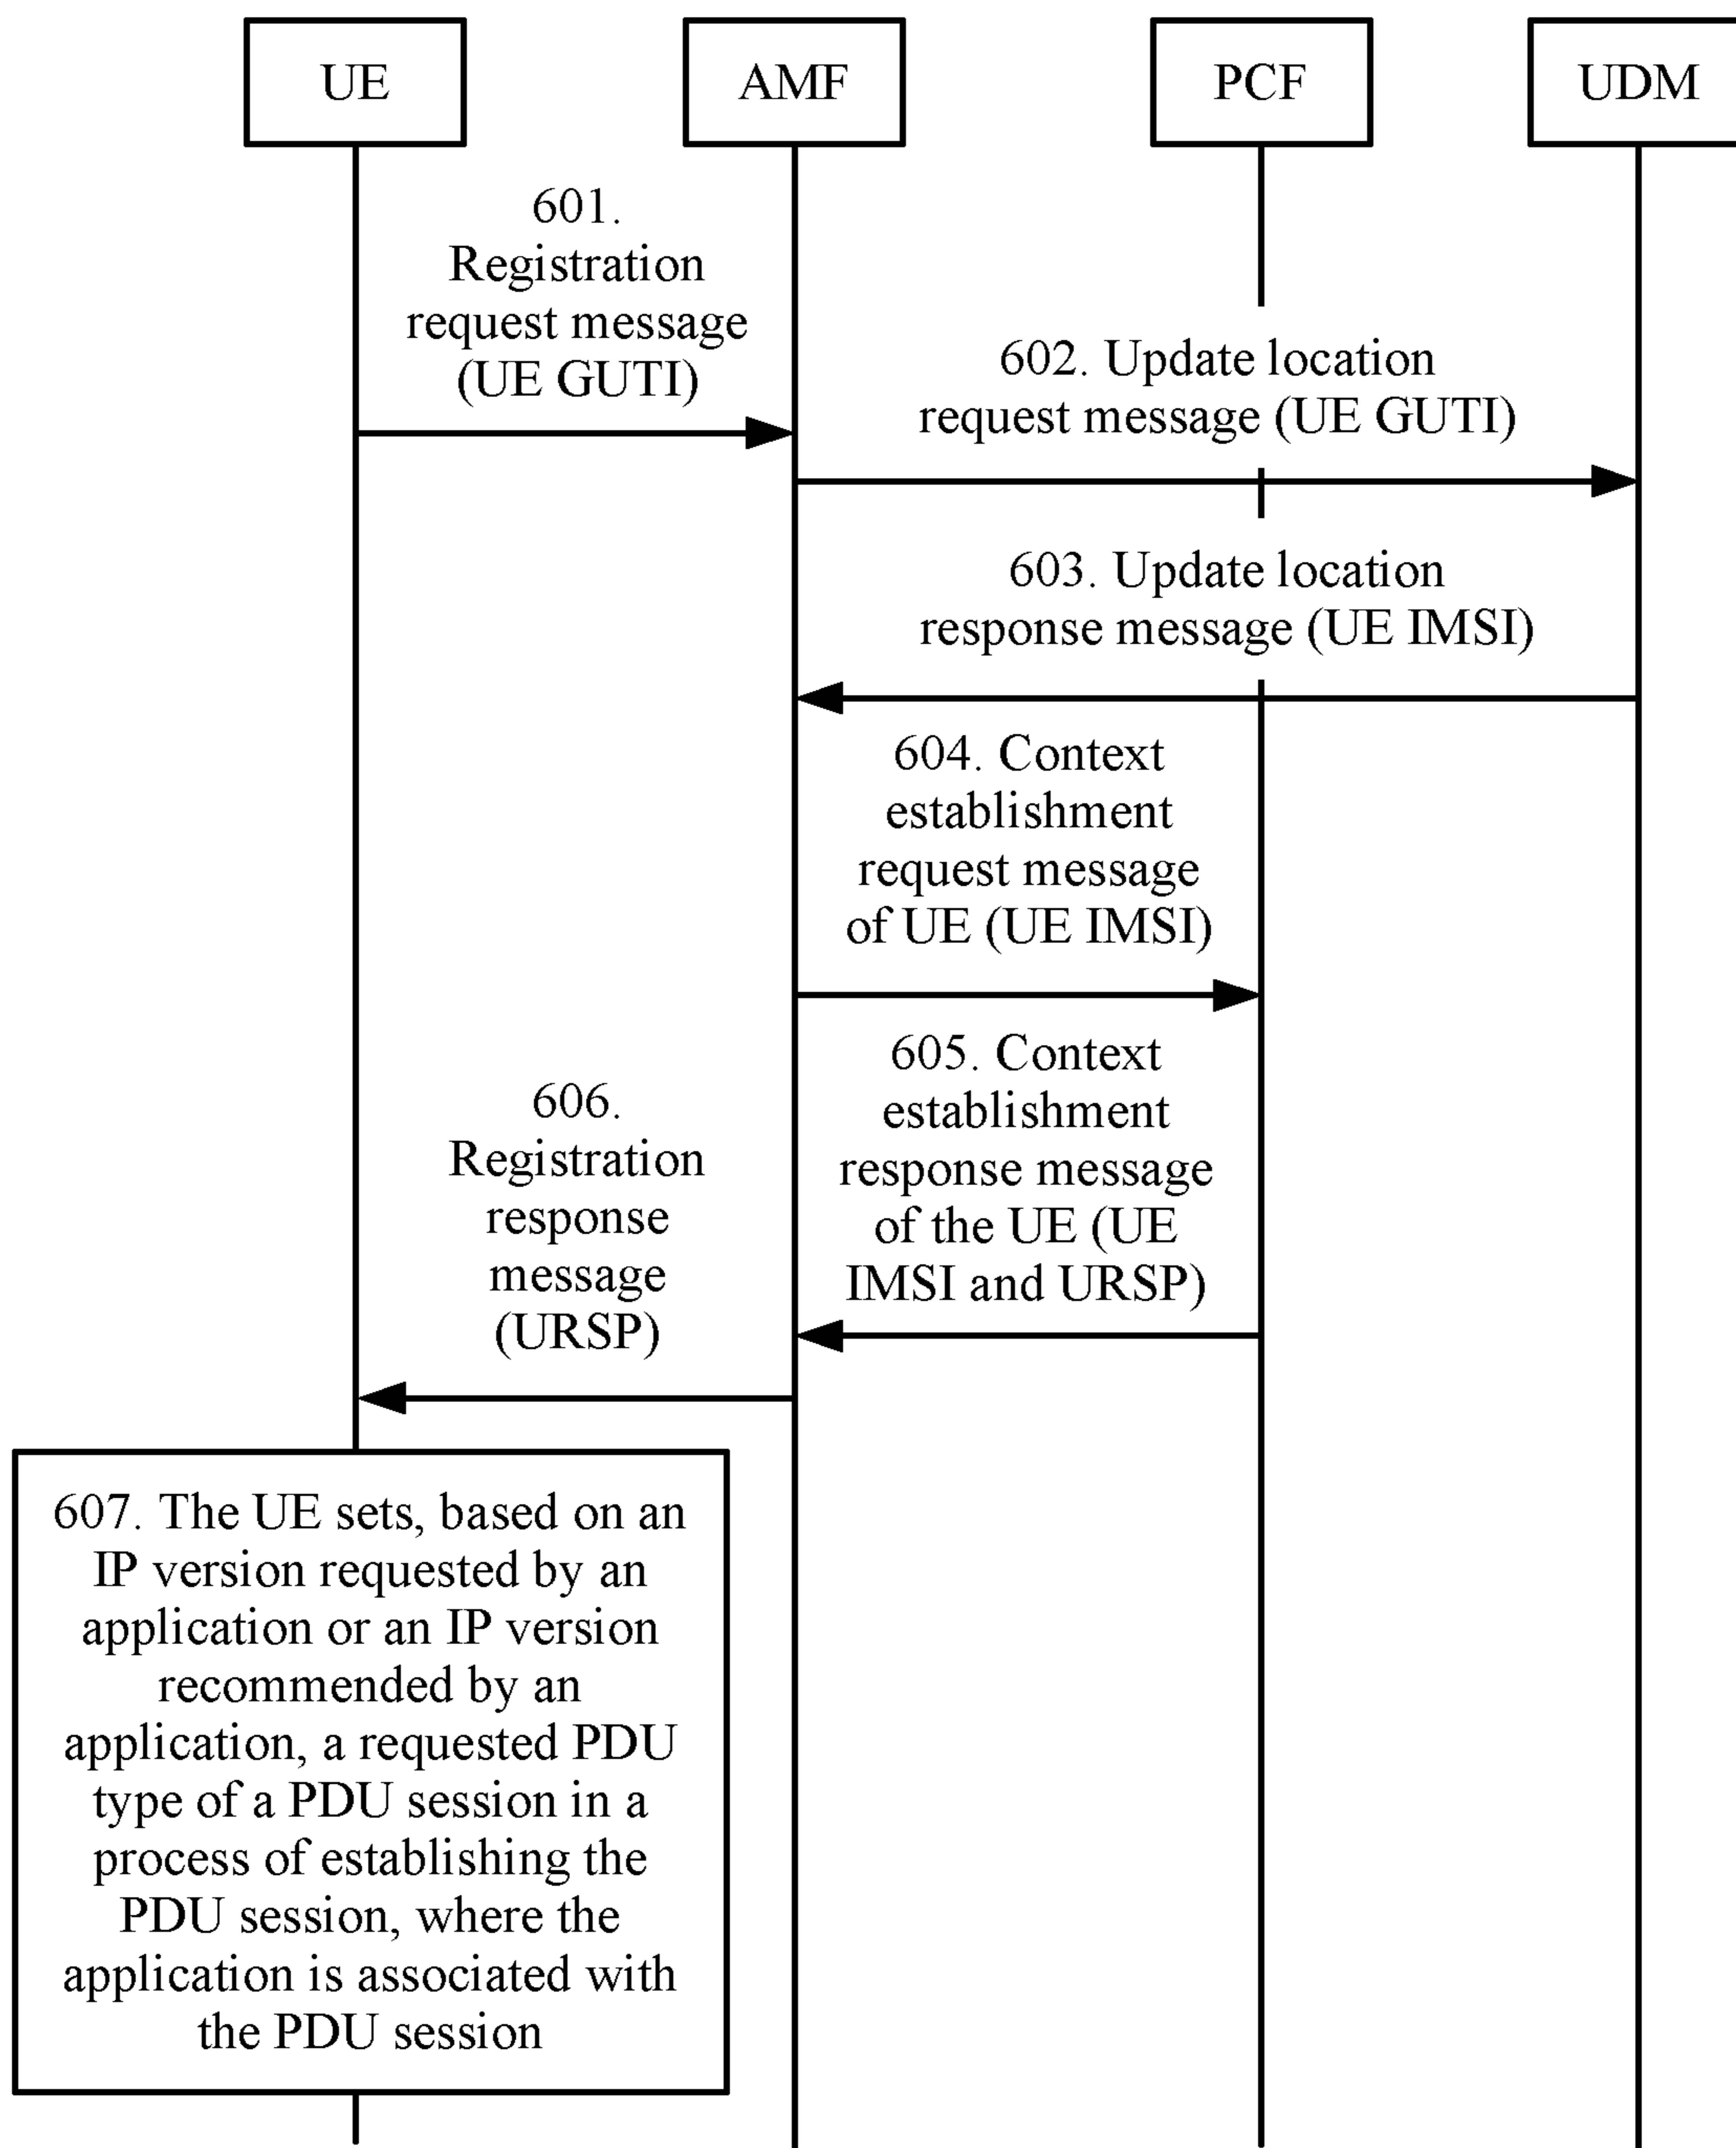 UE
AMF
PCF
UDM
601.
Registration
request message
(UE GUTI)
602. Update location
request message (UE GUTI)
603. Update location
response message (UE IMSI)
604. Context
establishment
request message
of UE (UE IMSI)
605. Context
establishment
response message
of the UE (UE
IMSI and URSP)
606.
Registration
response
message
(URSP)
607. The UE sets, based on an
IP version requested by an
application or an IP version
recommended by an
application, a requested PDU
type of a PDU session in a
process of establishing the
PDU session, where the
application is associated with
the PDU session